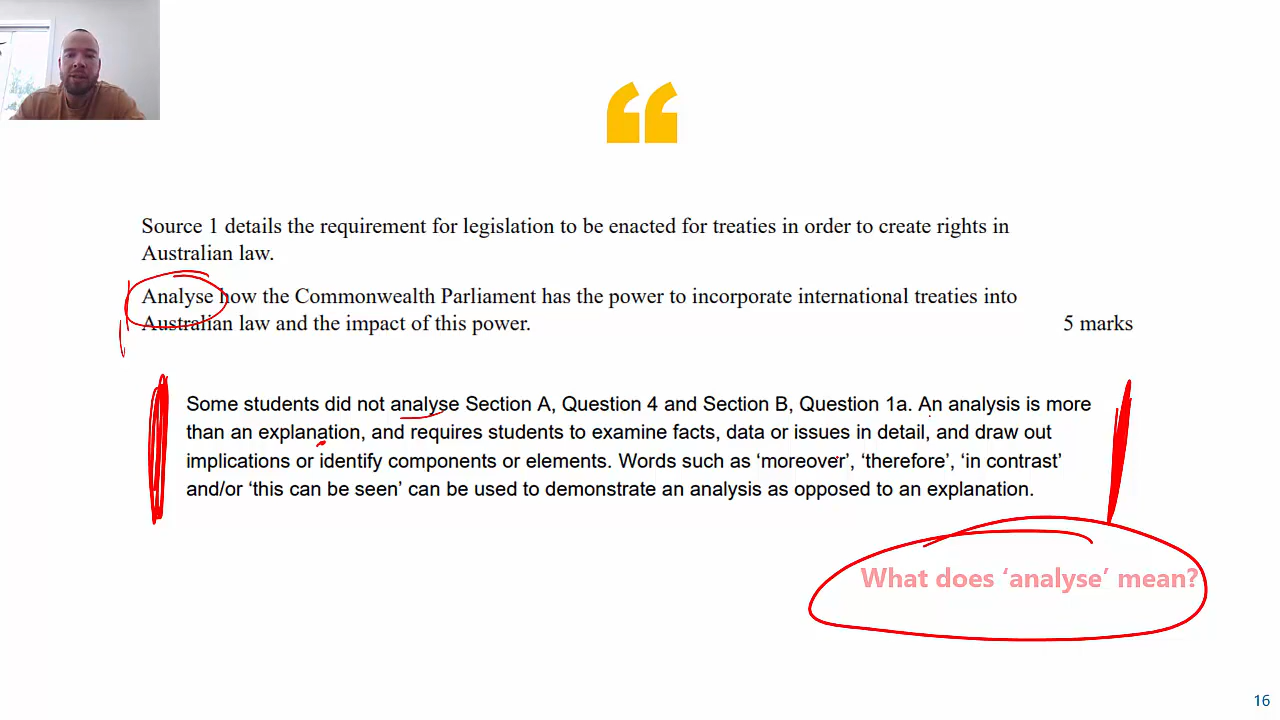 “
Source 1 details the requirement for legislation to be enacted for treaties in order to create rights in
Australian law.
Analyse how the Commonwealth Parliament has the power to incorporate international treaties into
Australian law and the impact of this power.
5 marks
Some students did not analyse Section A, Question 4 and Section B, Question 1a. An analysis is more
than an explanation, and requires students to examine facts, data or issues in detail, and draw out
implications or identify components or elements. Words such as ‘moreover’, ‘therefore’, ‘in contrast’
and/or ‘this can be seen’ can be used to demonstrate an analysis as opposed to an explanation.
What does ‘analyse’ mean?
16